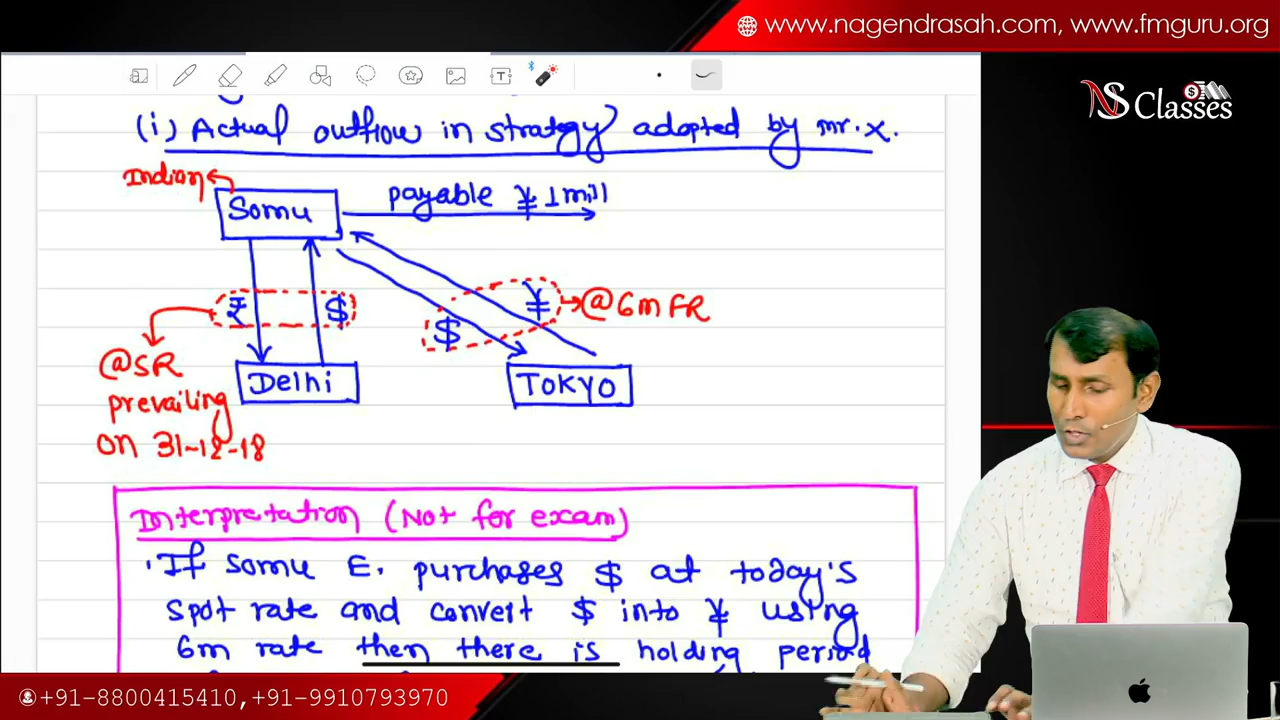 www.nagendrasah.com, www.fmguru.org
NS Classes
(i) Actual outflow in strategy adopted by mr.x.
Indian
Somu
payable ¥ 1 mill
₹ $
$ ¥
@6m FR
@SR
prevailing
on 31-12-18
Delhi
TOKYO
Interpretation (Not for exam)
If somu E. purchases $ at today's
spot rate and convert $ into ¥ using
6m rate then there is holding period
+91-8800415410,+91-9910793970